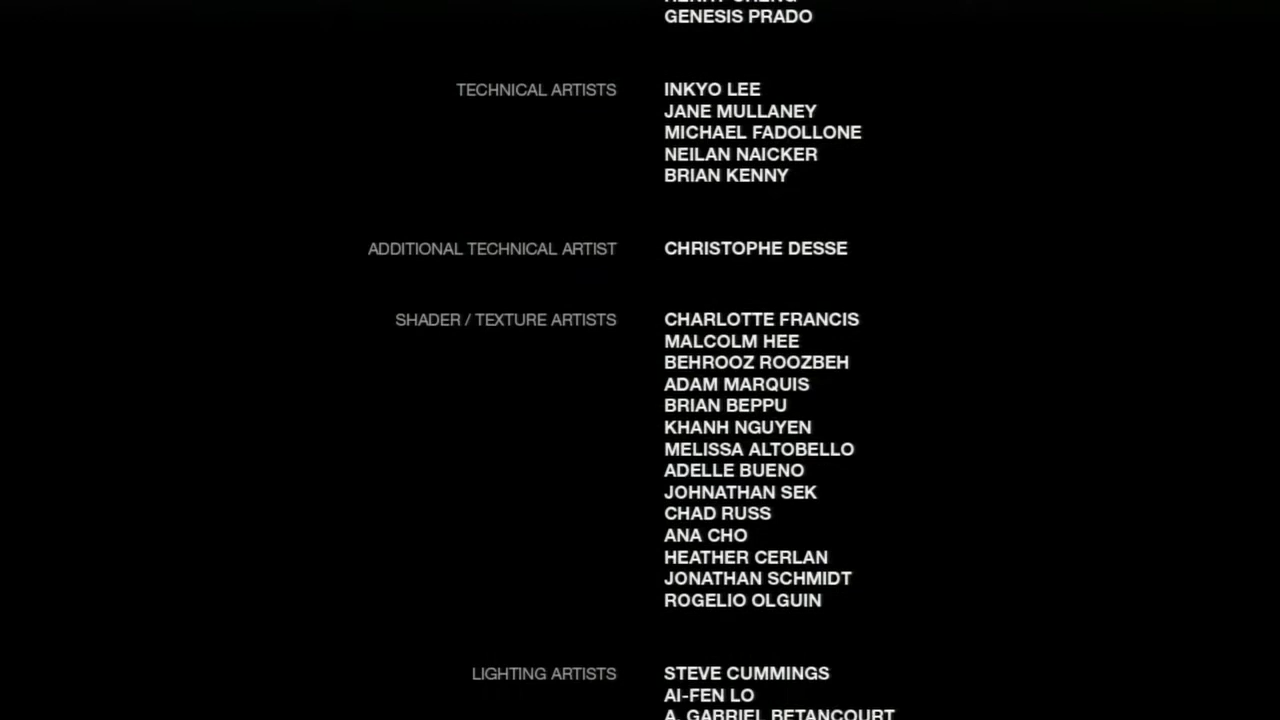 GENESIS PRADO
TECHNICAL ARTISTS INKYO LEE
JANE MULLANEY
MICHAEL FADOLLONE
NEILAN NAICKER
BRIAN KENNY
ADDITIONAL TECHNICAL ARTIST CHRISTOPHE DESSE
SHADER / TEXTURE ARTISTS CHARLOTTE FRANCIS
MALCOLM HEE
BEHROOZ ROOZBEH
ADAM MARQUIS
BRIAN BEPPU
KHANH NGUYEN
MELISSA ALTOBELLO
ADELLE BUENO
JOHNATHAN SEK
CHAD RUSS
ANA CHO
HEATHER CERLAN
JONATHAN SCHMIDT
ROGELIO OLGUIN
LIGHTING ARTISTS STEVE CUMMINGS
AI-FEN LO
A. GABRIEL BETANCOURT